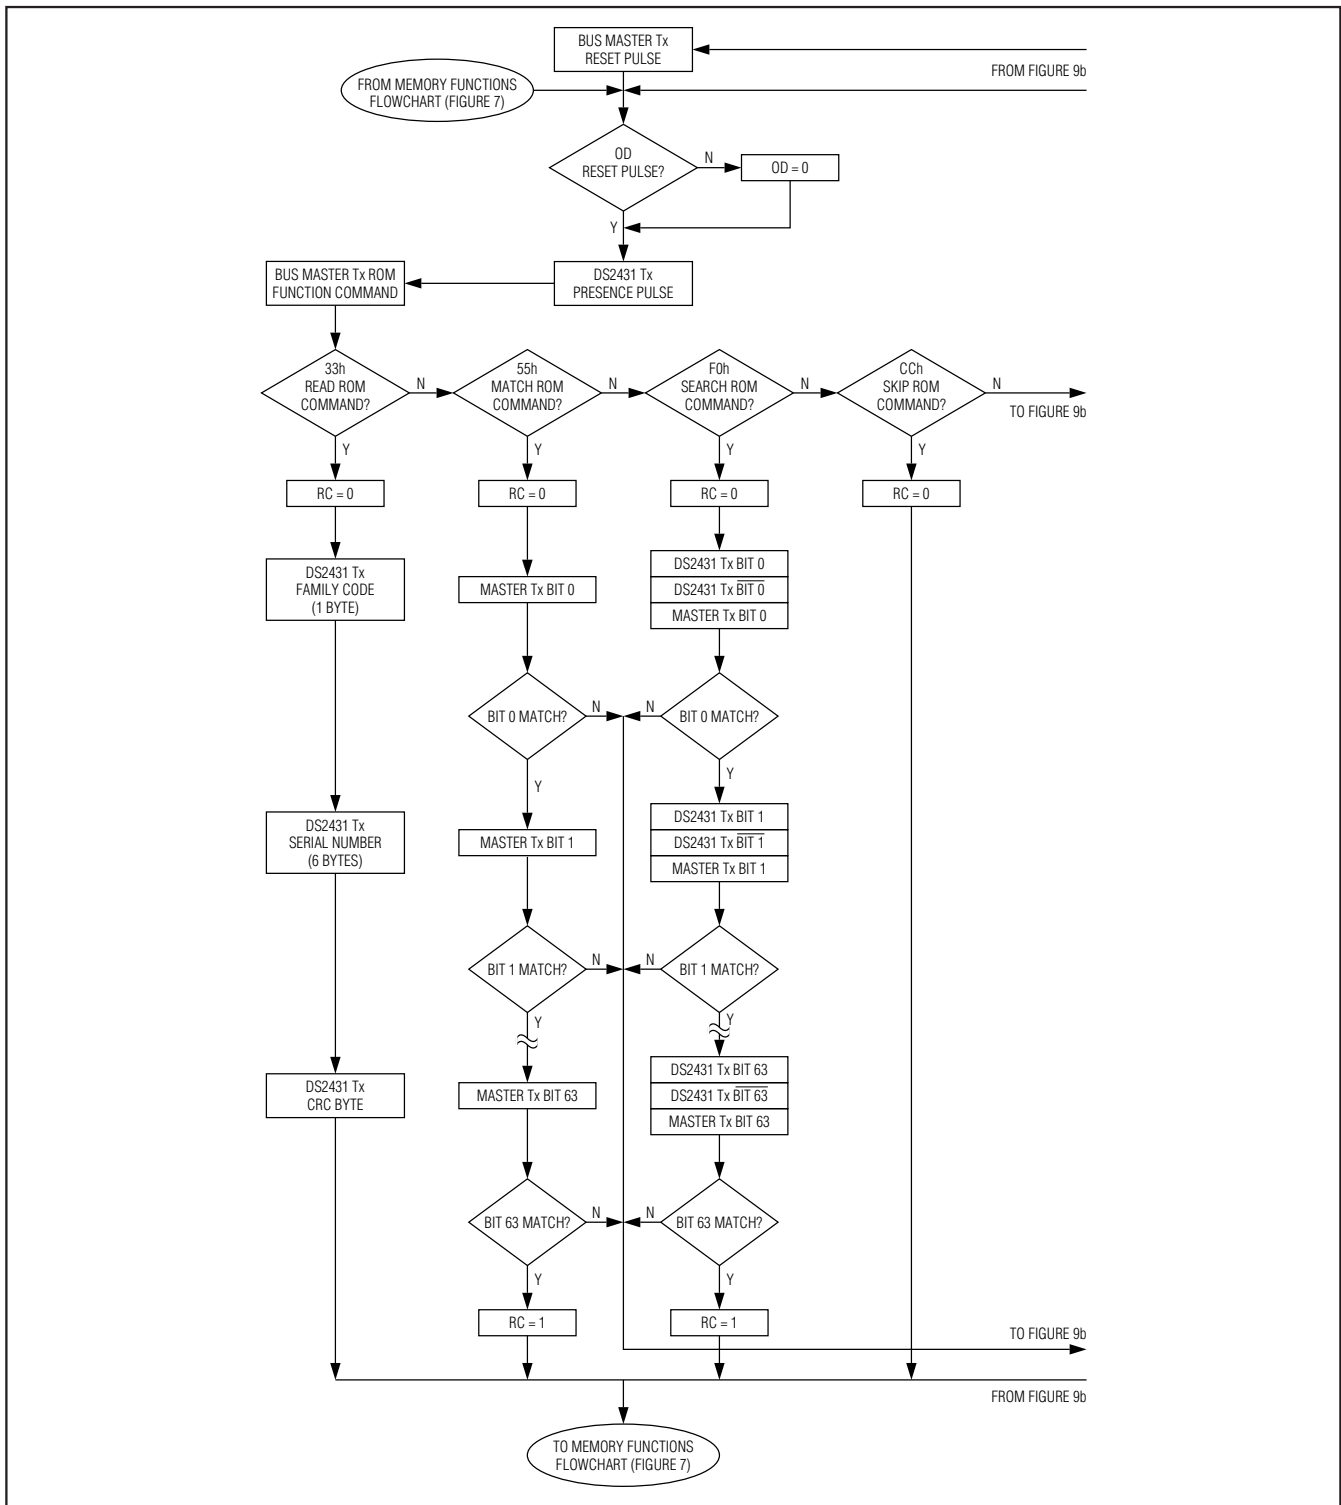 BUS MASTER Tx
RESET PULSE
FROM FIGURE 9b
FROM MEMORY FUNCTIONS
FLOWCHART (FIGURE 7)
OD
RESET PULSE?
N
OD = 0
Y
BUS MASTER Tx ROM
FUNCTION COMMAND
DS2431 Tx
PRESENCE PULSE
33h
READ ROM
COMMAND?
N
55h
MATCH ROM
COMMAND?
N
F0h
SEARCH ROM
COMMAND?
N
CCh
SKIP ROM
COMMAND?
N
TO FIGURE 9b
Y
Y
Y
Y
RC = 0
RC = 0
RC = 0
RC = 0
DS2431 Tx
FAMILY CODE
(1 BYTE)
MASTER Tx BIT 0
DS2431 Tx BIT 0
DS2431 Tx B̅I̅T̅ ̅0̅
MASTER Tx BIT 0
BIT 0 MATCH?
N
N
BIT 0 MATCH?
Y
Y
DS2431 Tx
SERIAL NUMBER
(6 BYTES)
MASTER Tx BIT 1
DS2431 Tx BIT 1
DS2431 Tx B̅I̅T̅ ̅1̅
MASTER Tx BIT 1
BIT 1 MATCH?
N
N
BIT 1 MATCH?
Y
Y
DS2431 Tx
CRC BYTE
MASTER Tx BIT 63
DS2431 Tx BIT 63
DS2431 Tx B̅I̅T̅ ̅6̅3̅
MASTER Tx BIT 63
BIT 63 MATCH?
N
N
BIT 63 MATCH?
Y
Y
RC = 1
RC = 1
TO FIGURE 9b
FROM FIGURE 9b
TO MEMORY FUNCTIONS
FLOWCHART (FIGURE 7)